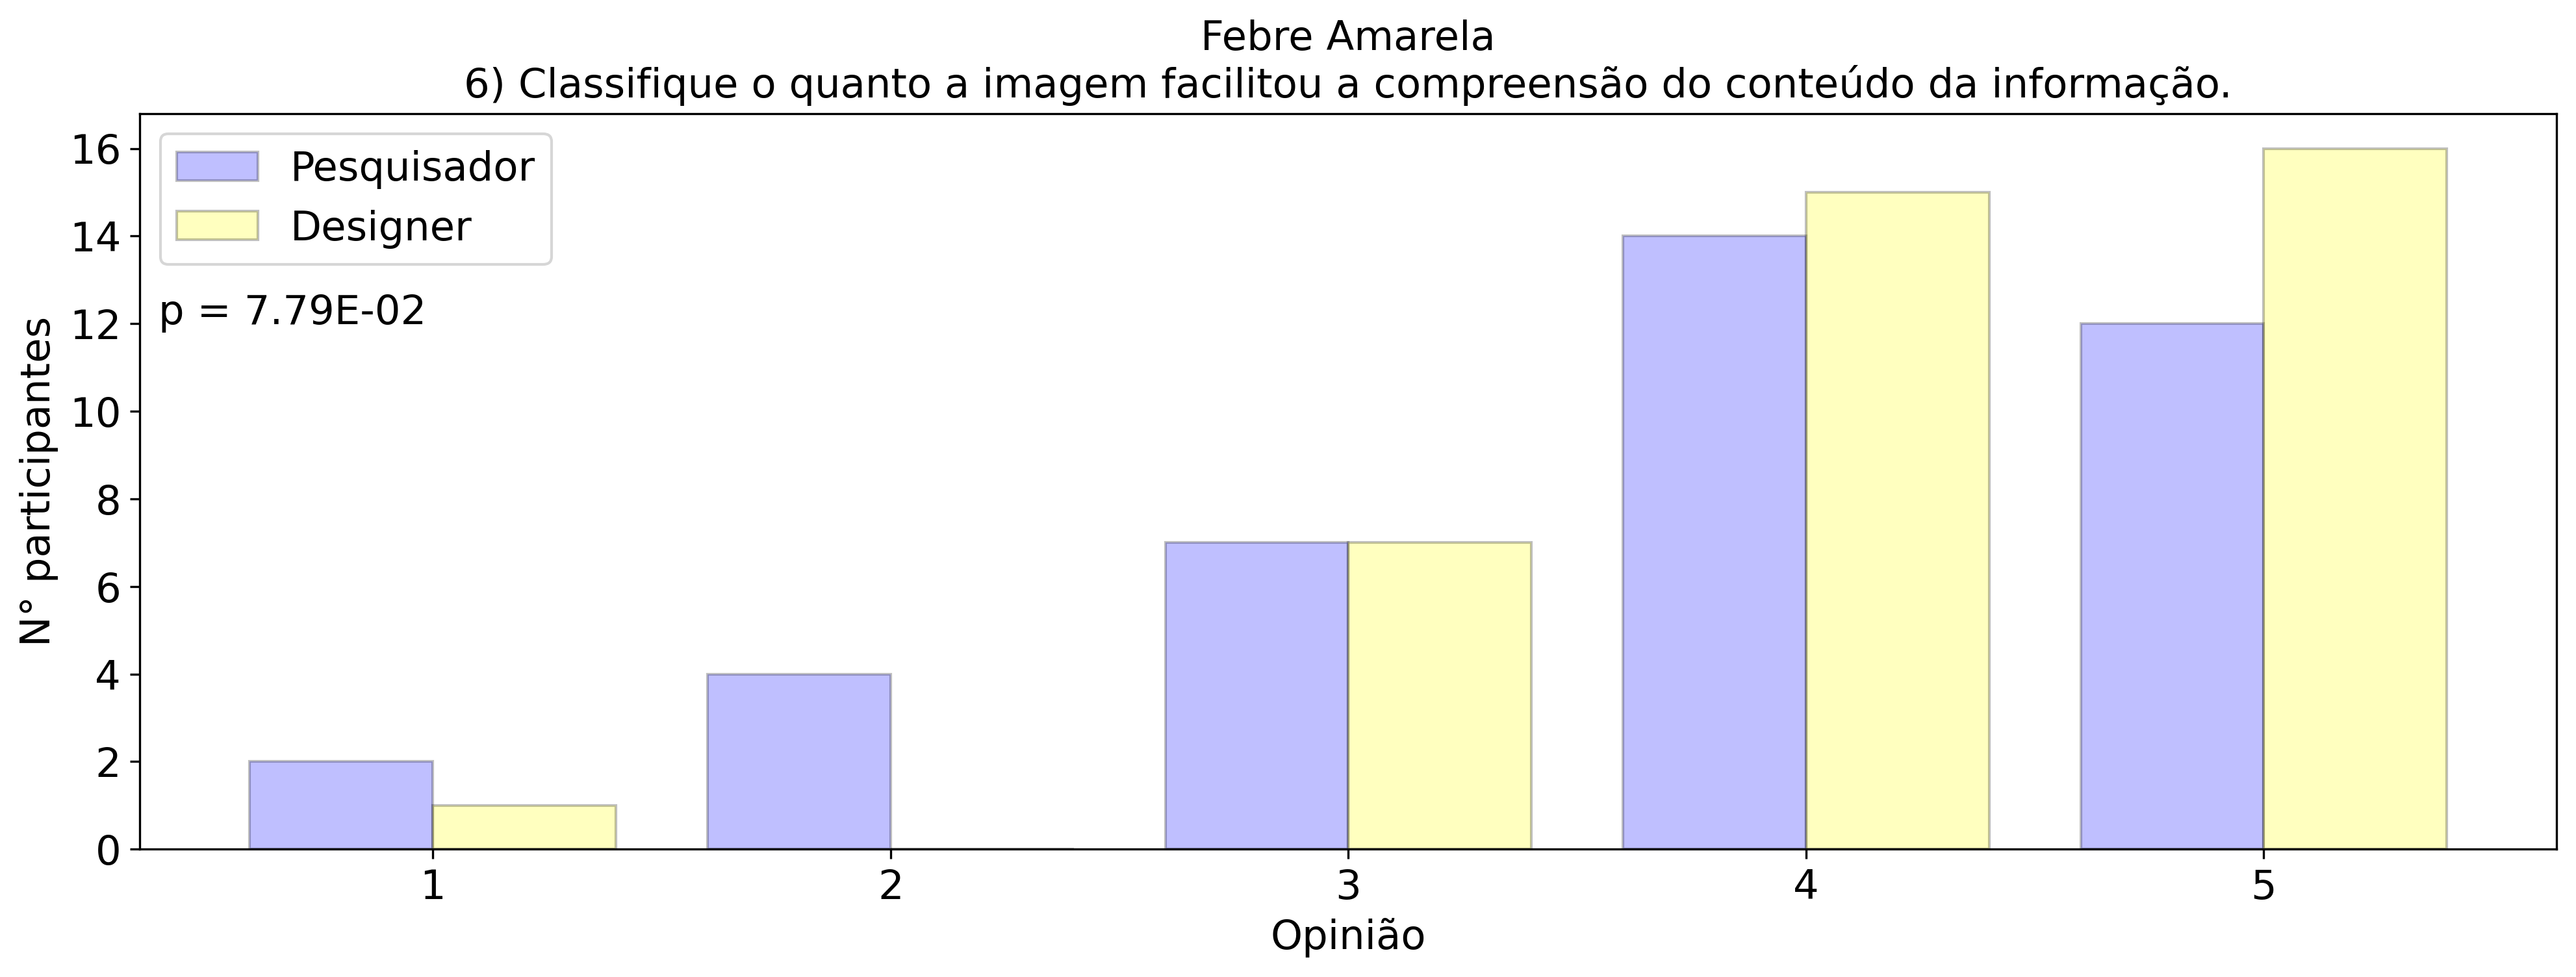 Febre Amarela
6) Classifique o quanto a imagem facilitou a compreensão do conteúdo da informação.
Pesquisador
Designer
p = 7.79E-02
N° participantes
16
14
12
10
8
6
4
2
0
1
2
3
4
5
Opinião